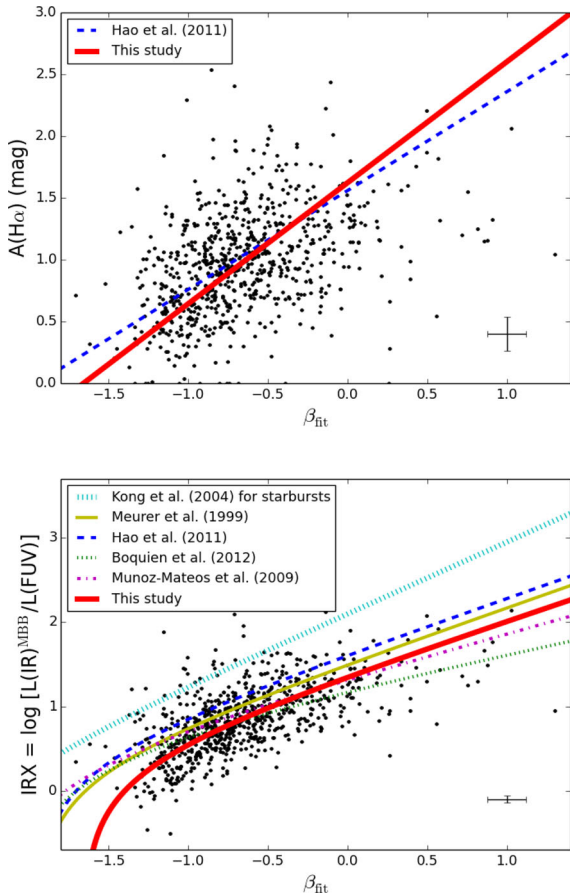 Hao et al. (2011)
This study
3.0
2.5
2.0
1.5
1.0
0.5
0.0
A(Hα) (mag)
−1.5 −1.0 −0.5 0.0 0.5 1.0
β_fit
Kong et al. (2004) for starbursts
Meurer et al. (1999)
Hao et al. (2011)
Boquien et al. (2012)
Munoz-Mateos et al. (2009)
This study
3
2
1
0
IRX = log [L(IR)^MBB/L(FUV)]
−1.5 −1.0 −0.5 0.0 0.5 1.0
β_fit